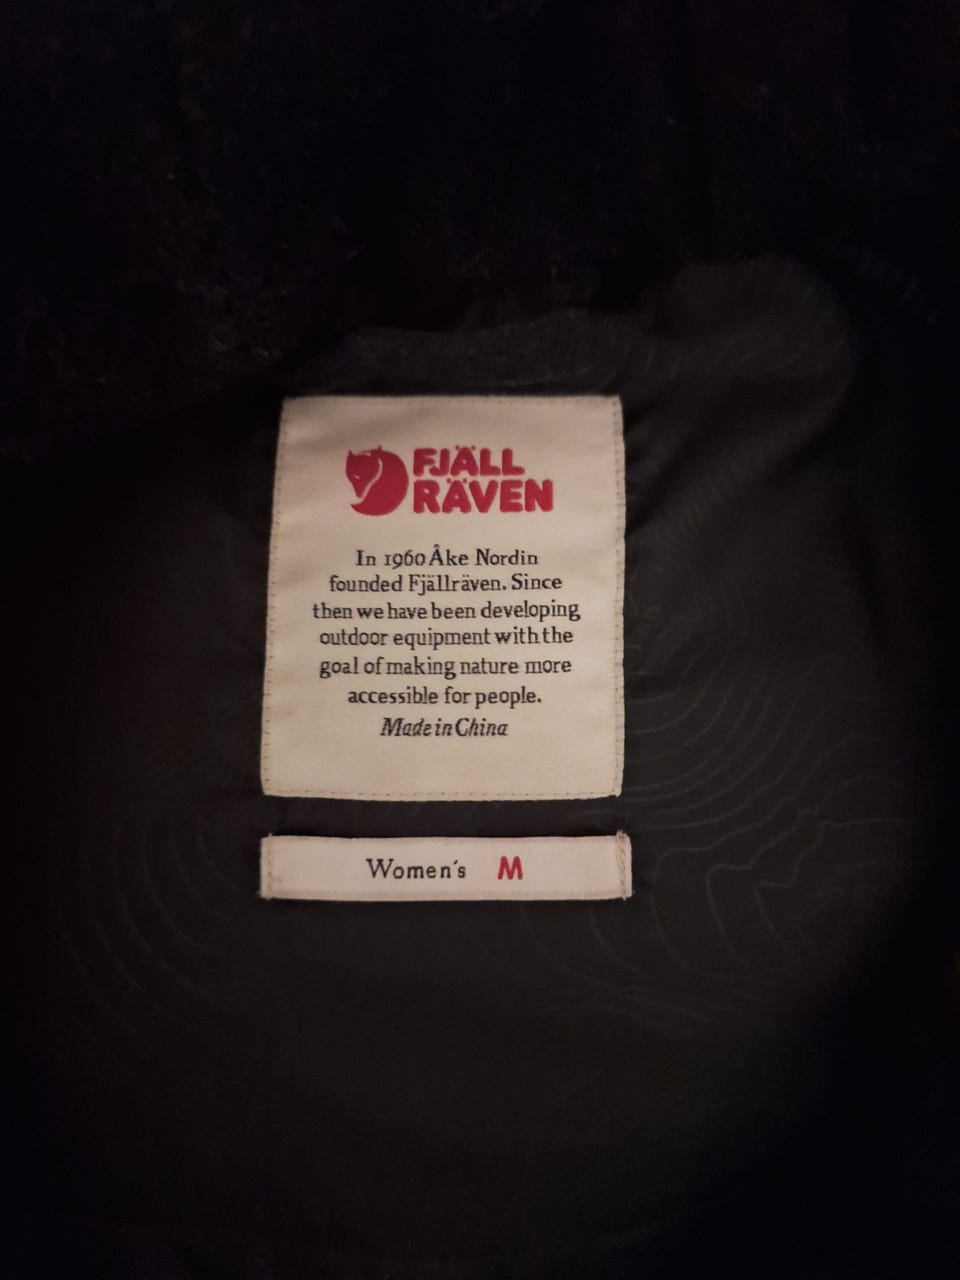 FJÄLL
RÄVEN
In 1960 Åke Nordin
founded Fjällräven. Since
then we have been developing
outdoor equipment with the
goal of making nature more
accessible for people.
Made in China
Women´s M